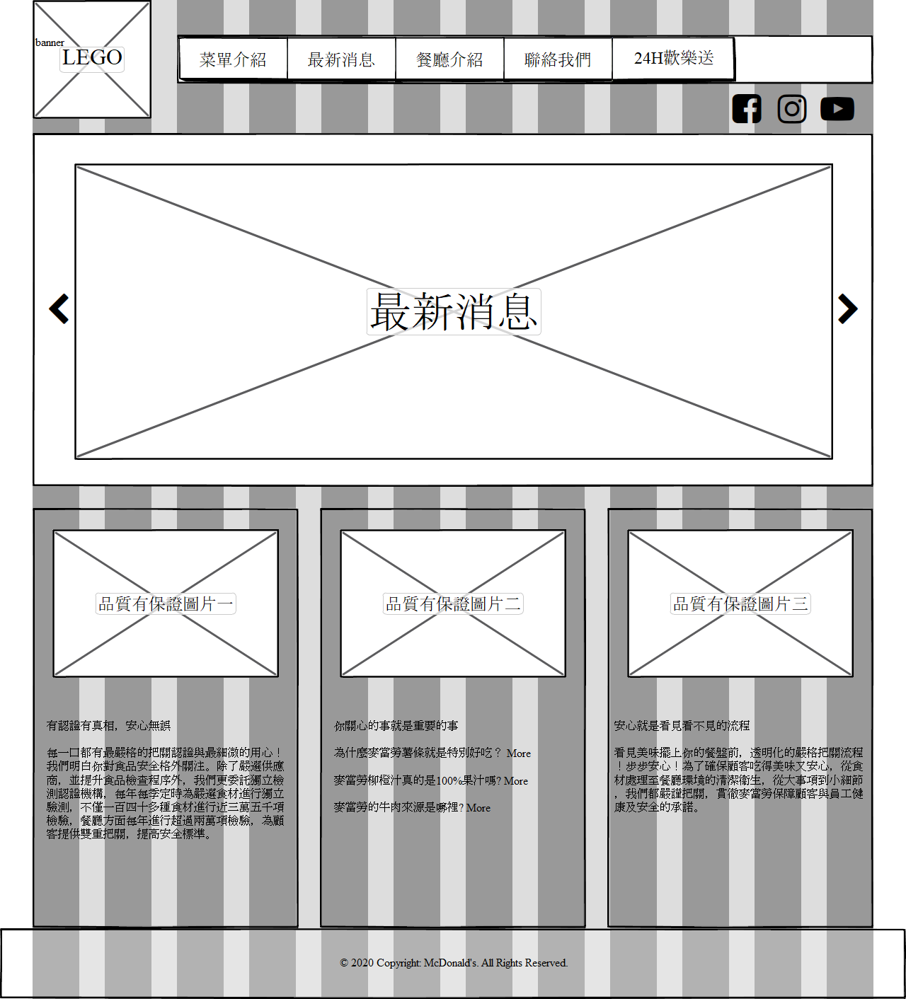 banner
LEGO
菜單介紹
最新消息
餐廳介紹
聯絡我們
24H歡樂送
最新消息
品質有保證圖片一
品質有保證圖片二
品質有保證圖片三
有認證有真相，安心無誤
每一口都有最嚴格的把關認證與最細微的用心！
我們明白你對食品安全格外關注。除了嚴選供應
商，並提升食品檢查程序外，我們更委託獨立檢
測認證機構，每年每季定時為嚴選食材進行獨立
驗測，不僅一百四十多種食材進行近三萬五千項
檢驗，餐廳方面每年進行超過兩萬項檢驗，為顧
客提供雙重把關，提高安全標準。
你關心的事就是重要的事
為什麼麥當勞薯條就是特別好吃？ More
麥當勞柳橙汁真的是100%果汁嗎? More
麥當勞的牛肉來源是哪裡? More
安心就是看見看不見的流程
看見美味擺上你的餐盤前，透明化的嚴格把關流程
！步步安心！為了確保顧客吃得美味又安心，從食
材處理至餐廳環境的清潔衛生，從大事項到小細節
，我們都嚴謹把關，貫徹麥當勞保障顧客與員工健
康及安全的承諾。
© 2020 Copyright: McDonald's. All Rights Reserved.